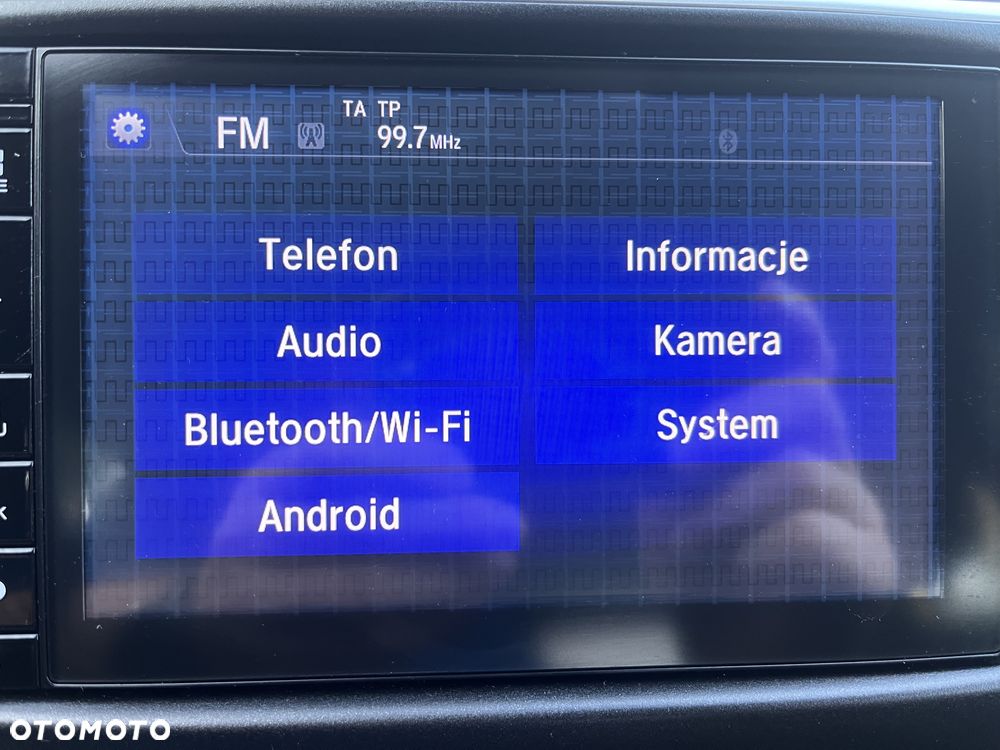 TA TP
FM 99.7 MHz
Telefon
Informacje
Audio
Kamera
Bluetooth/Wi-Fi
System
Android
OTOMOTO